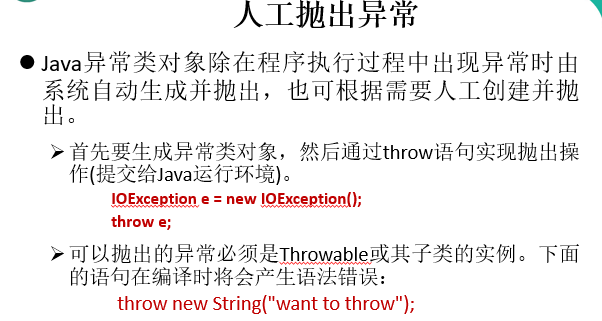 人工抛出异常
Java异常类对象除在程序执行过程中出现异常时由
系统自动生成并抛出，也可根据需要人工创建并抛
出。
首先要生成异常类对象，然后通过throw语句实现抛出操
作(提交给Java运行环境)。
IOException e = new IOException();
throw e;
可以抛出的异常必须是Throwable或其子类的实例。下面
的语句在编译时将会产生语法错误：
throw new String("want to throw");